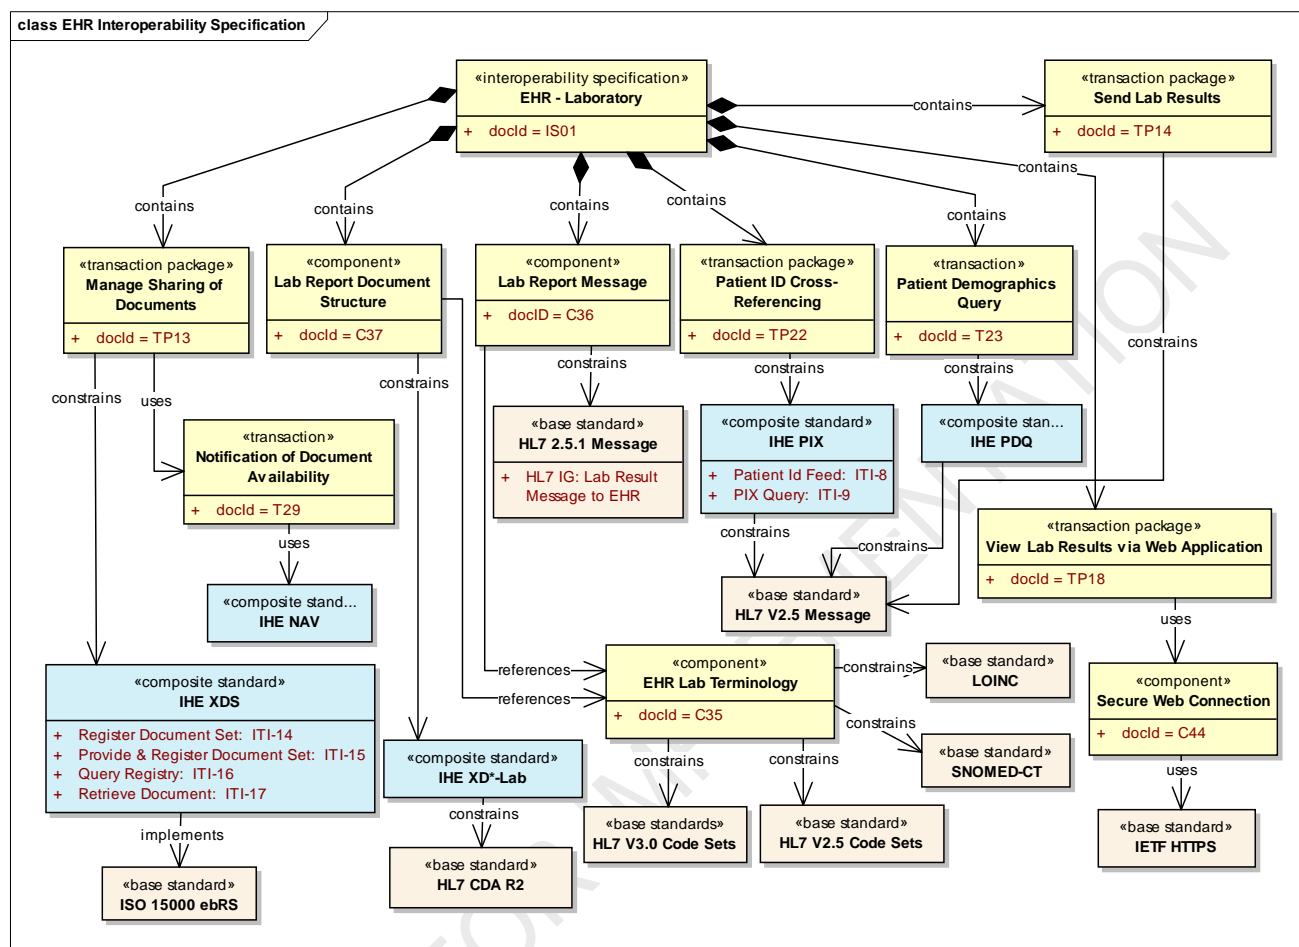 class EHR Interoperability Specification
«interoperability specification»
EHR - Laboratory
+ docId = IS01
«transaction package»
Send Lab Results
+ docId = TP14
contains
contains
contains
contains
contains
contains
contains
«transaction package»
Manage Sharing of
Documents
+ docId = TP13
«component»
Lab Report Document
Structure
+ docId = C37
«component»
Lab Report Message
+ docID = C36
«transaction package»
Patient ID Cross-
Referencing
+ docId = TP22
«transaction»
Patient Demographics
Query
+ docId = T23
constrains
constrains
uses
constrains
constrains
constrains
constrains
«transaction»
Notification of Document
Availability
+ docId = T29
«base standard»
HL7 2.5.1 Message
+ HL7 IG: Lab Result
Message to EHR
«composite standard»
IHE PIX
+ Patient Id Feed: ITI-8
+ PIX Query: ITI-9
«composite stan...
IHE PDQ
uses
constrains
constrains
«transaction package»
View Lab Results via Web Application
+ docId = TP18
«composite stand...
IHE NAV
«base standard»
HL7 V2.5 Message
uses
«composite standard»
IHE XDS
+ Register Document Set: ITI-14
+ Provide & Register Document Set: ITI-15
+ Query Registry: ITI-16
+ Retrieve Document: ITI-17
references
references
«component»
EHR Lab Terminology
+ docId = C35
constrains
«base standard»
LOINC
constrains
«base standard»
SNOMED-CT
«component»
Secure Web Connection
+ docId = C44
«composite standard»
IHE XD*-Lab
constrains
constrains
uses
constrains
implements
«base standards»
HL7 V3.0 Code Sets
«base standard»
HL7 V2.5 Code Sets
«base standard»
IETF HTTPS
«base standard»
ISO 15000 ebRS
«base standard»
HL7 CDA R2